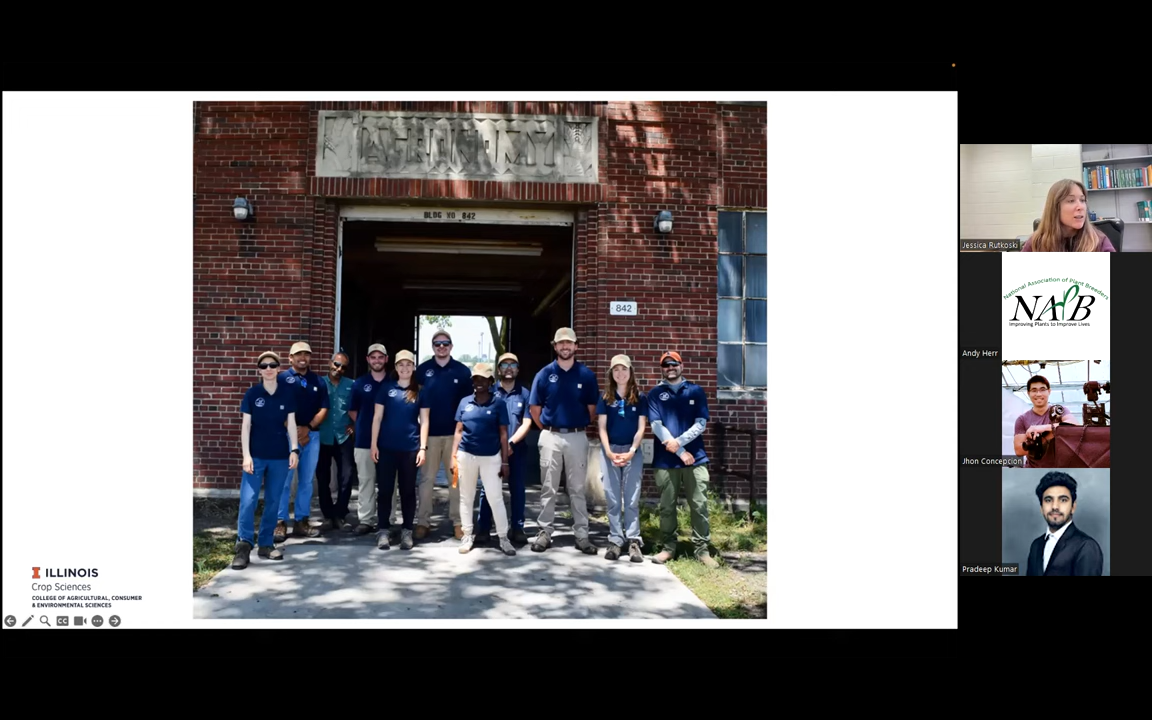 AGRONOMY
BLDG NO 842
842
ILLINOIS
Crop Sciences
COLLEGE OF AGRICULTURAL, CONSUMER
& ENVIRONMENTAL SCIENCES
CC
Jessica Rutkoski
National Association of Plant Breeders
NAPB
Improving Plants to Improve Lives
Andy Herr
Jhon Concepcion
Pradeep Kumar